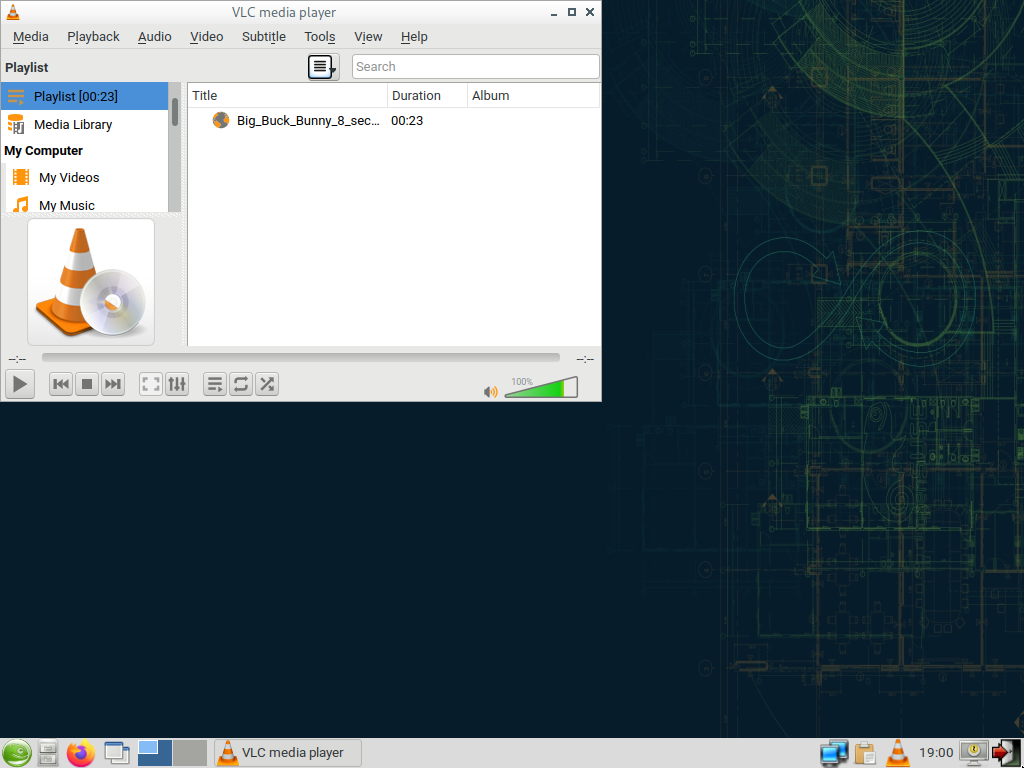 VLC media player
Media Playback Audio Video Subtitle Tools View Help
Playlist
Search
Playlist [00:23]
Media Library
My Computer
My Videos
My Music
Title Duration Album
Big_Buck_Bunny_8_sec... 00:23
--:-- --:--
100%
VLC media player
19:00